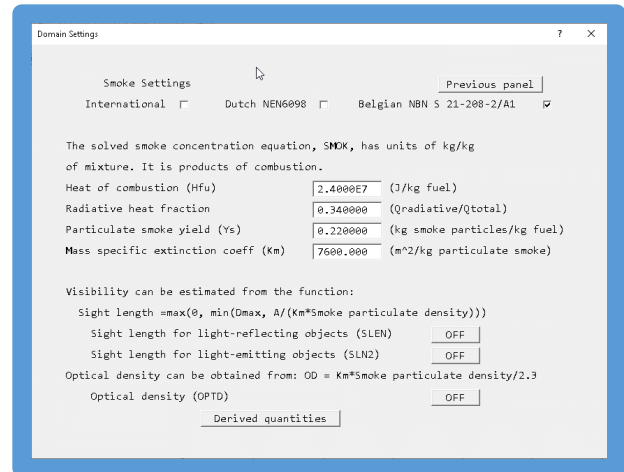 Domain Settings ? ×
Smoke Settings Previous panel
International Dutch NEN6098 Belgian NBN S 21-208-2/A1
The solved smoke concentration equation, SMOK, has units of kg/kg
of mixture. It is products of combustion.
Heat of combustion (Hfu) 2.4000E7 (J/kg fuel)
Radiative heat fraction 0.340000 (Qradiative/Qtotal)
Particulate smoke yield (Ys) 0.220000 (kg smoke particles/kg fuel)
Mass specific extinction coeff (Km) 7600.000 (m^2/kg particulate smoke)
Visibility can be estimated from the function:
Sight length =max(0, min(Dmax, A/(Km*Smoke particulate density)))
Sight length for light-reflecting objects (SLEN) OFF
Sight length for light-emitting objects (SLN2) OFF
Optical density can be obtained from: OD = Km*Smoke particulate density/2.3
Optical density (OPTD) OFF
Derived quantities